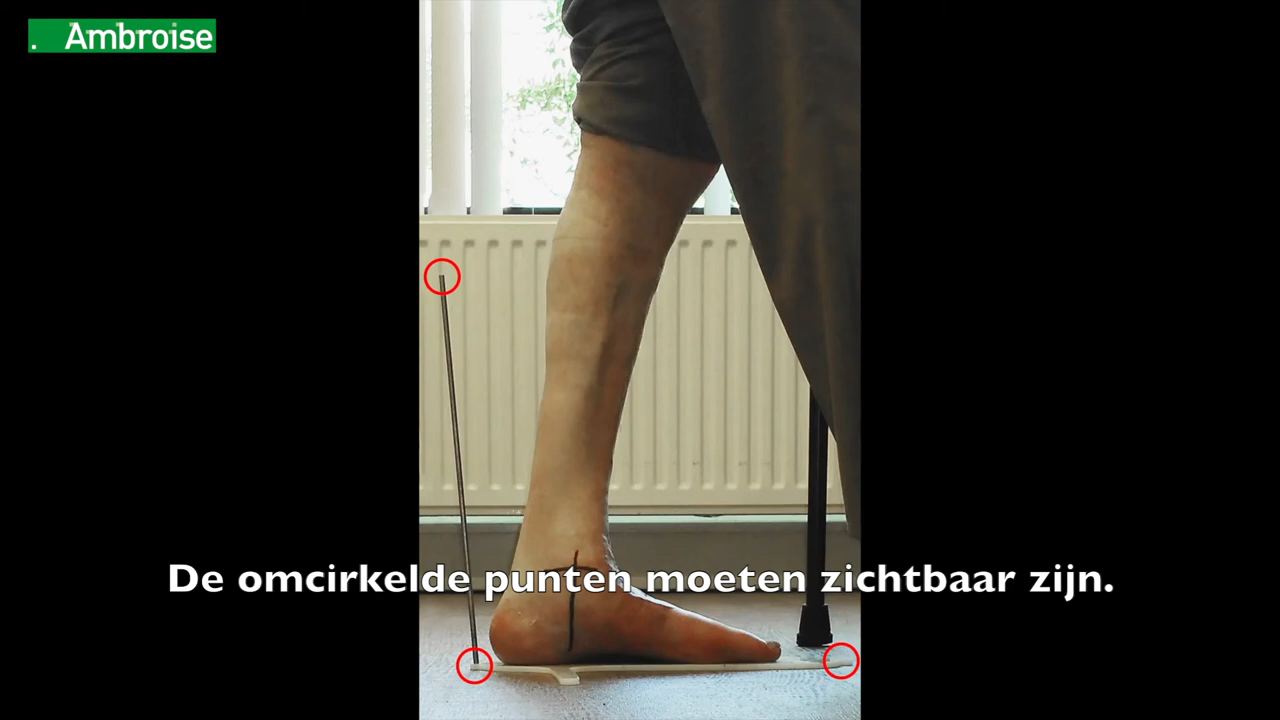 . Ambroise
De omcirkelde punten moeten zichtbaar zijn.